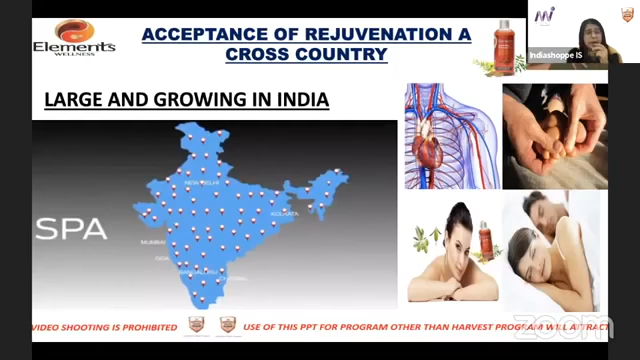 Elements
WELLNESS
ACCEPTANCE OF REJUVENATION A
CROSS COUNTRY
Indiashoppe IS
LARGE AND GROWING IN INDIA
SPA
NEW DELHI
KOLKATA
MUMBAI
GOA
VIDEO SHOOTING IS PROHIBITED
USE OF THIS PPT FOR PROGRAM OTHER THAN HARVEST PROGRAM WILL ATTRACT
zoom